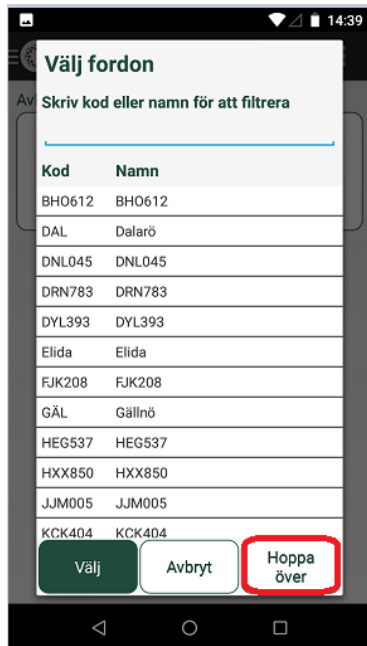 14:39
Välj fordon
Av
Skriv kod eller namn för att filtrera
Kod Namn
BHO612 BHO612
DAL Dalarö
DNL045 DNL045
DRN783 DRN783
DYL393 DYL393
Elida Elida
FJK208 FJK208
GÄL Gällnö
HEG537 HEG537
HXX850 HXX850
JJM005 JJM005
KCK404 KCK404
Välj Avbryt Hoppa
över